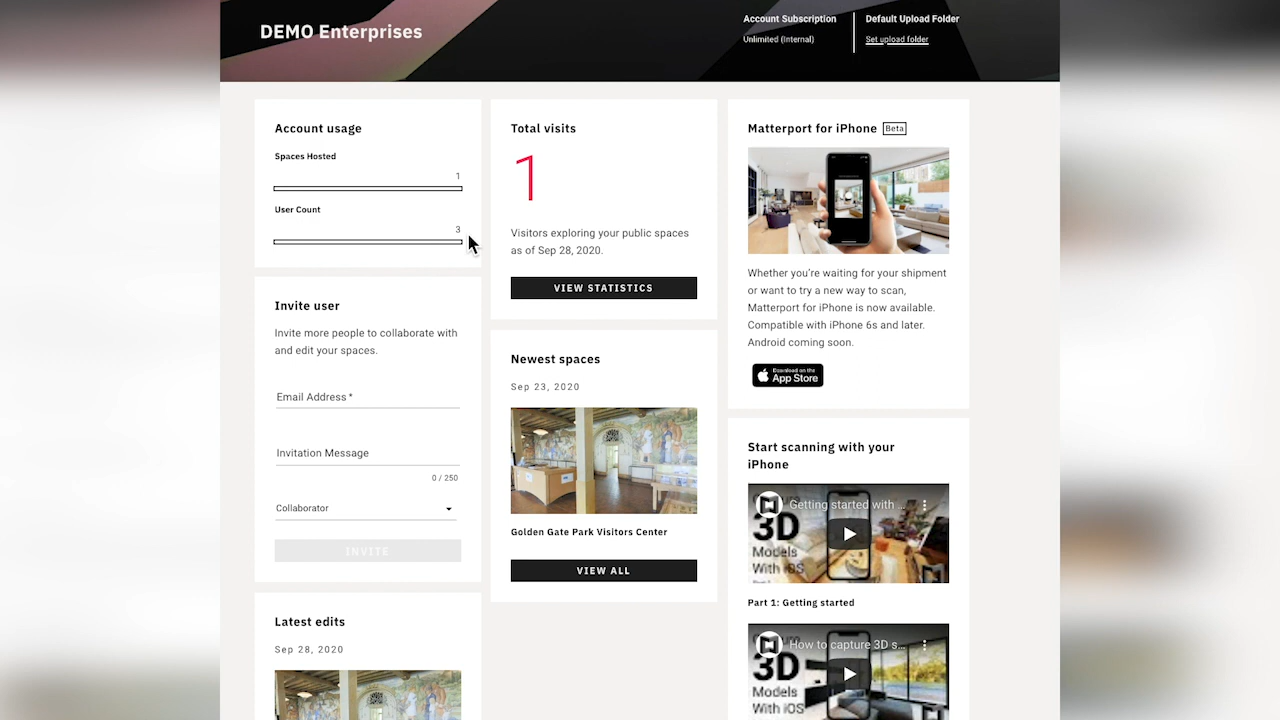 DEMO Enterprises
Account Subscription
Unlimited (Internal)
Default Upload Folder
Set upload folder
Account usage
Spaces Hosted
1
User Count
3
Invite user
Invite more people to collaborate with
and edit your spaces.
Email Address *
Invitation Message
0 / 250
Collaborator
INVITE
Latest edits
Sep 28, 2020
Total visits
1
Visitors exploring your public spaces
as of Sep 28, 2020.
VIEW STATISTICS
Newest spaces
Sep 23, 2020
Golden Gate Park Visitors Center
VIEW ALL
Matterport for iPhone Beta
Whether you're waiting for your shipment
or want to try a new way to scan,
Matterport for iPhone is now available.
Compatible with iPhone 6s and later.
Android coming soon.
Download on the
App Store
Start scanning with your
iPhone
Getting started with ...
3D
Models
With iOS
Part 1: Getting started
How to capture 3D s...
3D
Models
With iOS